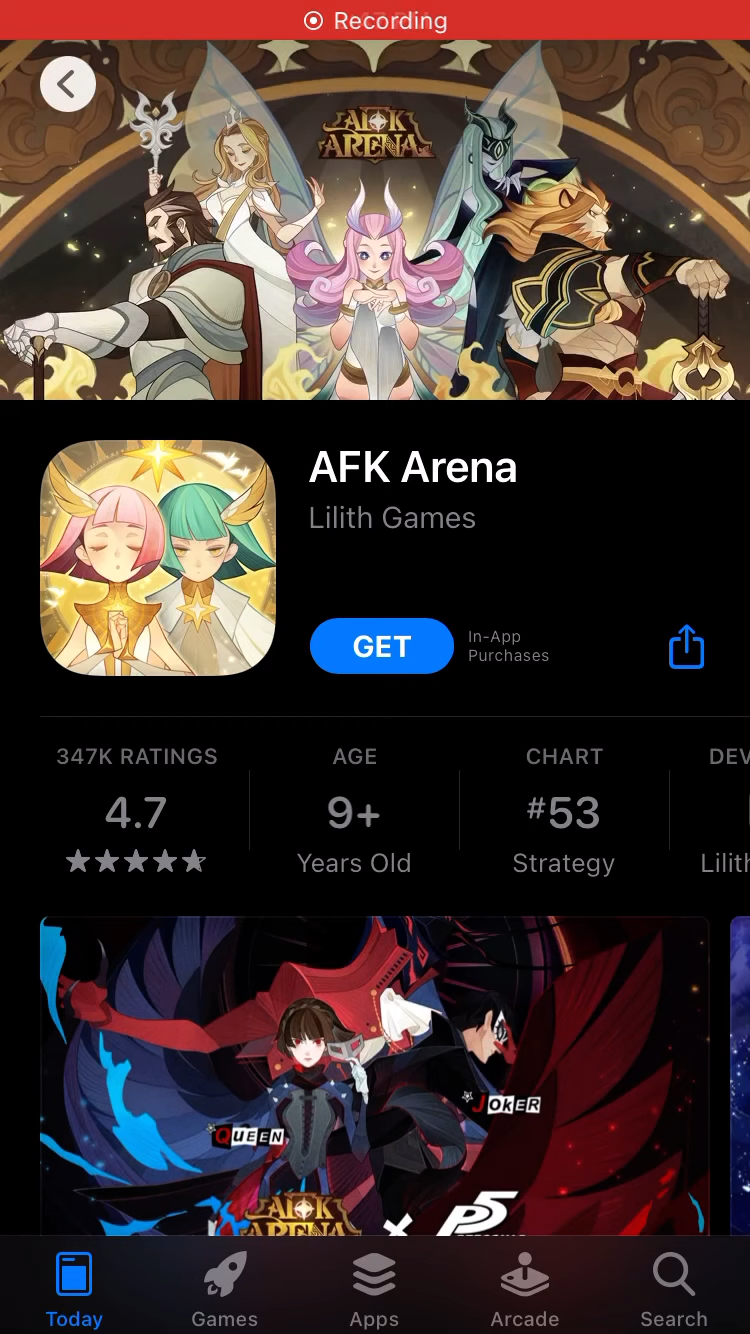 Recording
AFK
ARENA
AFK Arena
Lilith Games
GET
In-App
Purchases
347K RATINGS
AGE
CHART
DEV
4.7
9+
#53
Years Old
Strategy
Lilith
JOKER
QUEEN
AFK
ARENA
×
P5
Today
Games
Apps
Arcade
Search